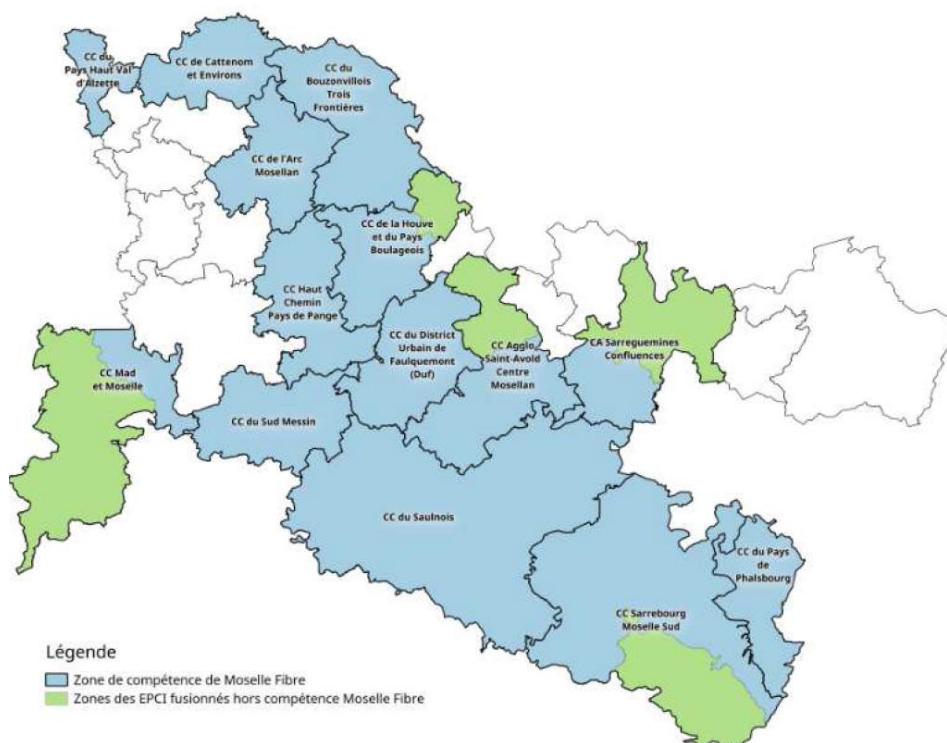 CC du
Pays Haut Val
d'Alzette
CC de Cattenom
et Environs
CC du
Bouzonvillois
Trois
Frontières
CC de l'Arc
Mosellan
CC de la Houve
et du Pays
Boulageois
CC Haut
Chemin
Pays de Pange
CC du District
Urbain de
Faulquemont
(Duf)
CC Agglo
Saint-Avold
Centre
Mosellan
CA Sarreguemines
Confluences
CC Mad
et Moselle
CC du Sud Messin
CC du Saulnois
CC du Pays
de
Phalsbourg
CC Sarrebourg
Moselle Sud
Légende
Zone de compétence de Moselle Fibre
Zones des EPCI fusionnés hors compétence Moselle Fibre